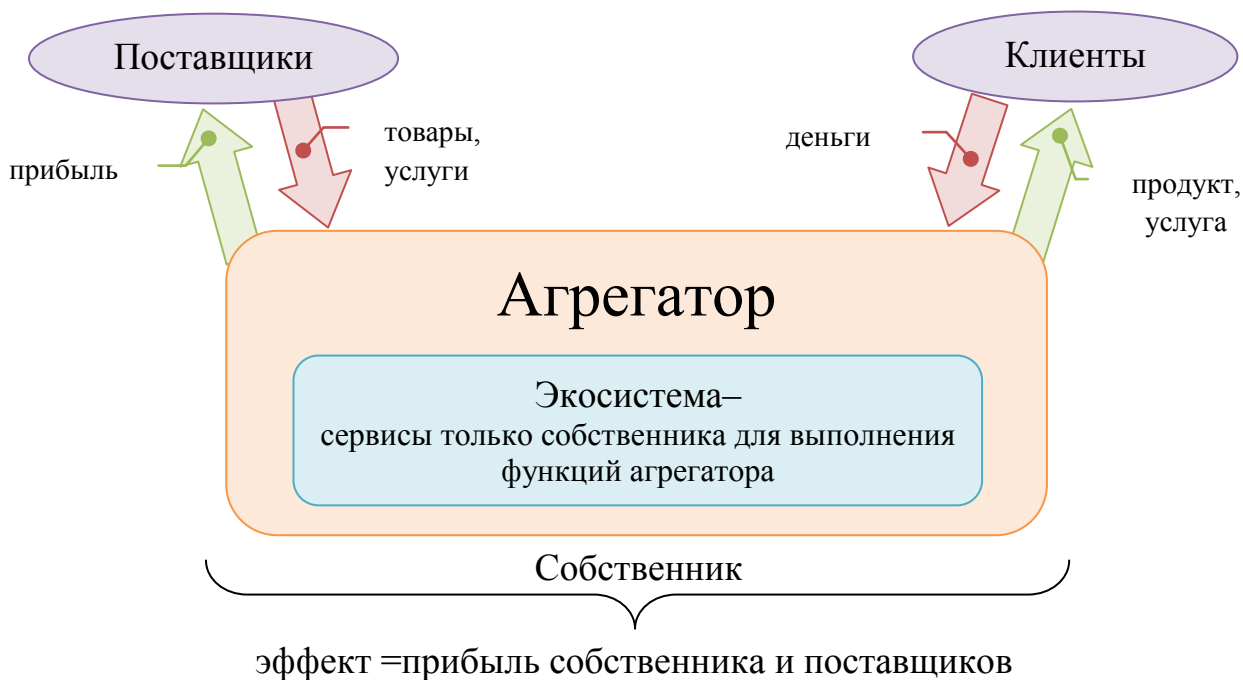 Поставщики
Клиенты
прибыль
товары,
услуги
деньги
продукт,
услуга
Агрегатор
Экосистема–
сервисы только собственника для выполнения
функций агрегатора
Собственник
эффект =прибыль собственника и поставщиков